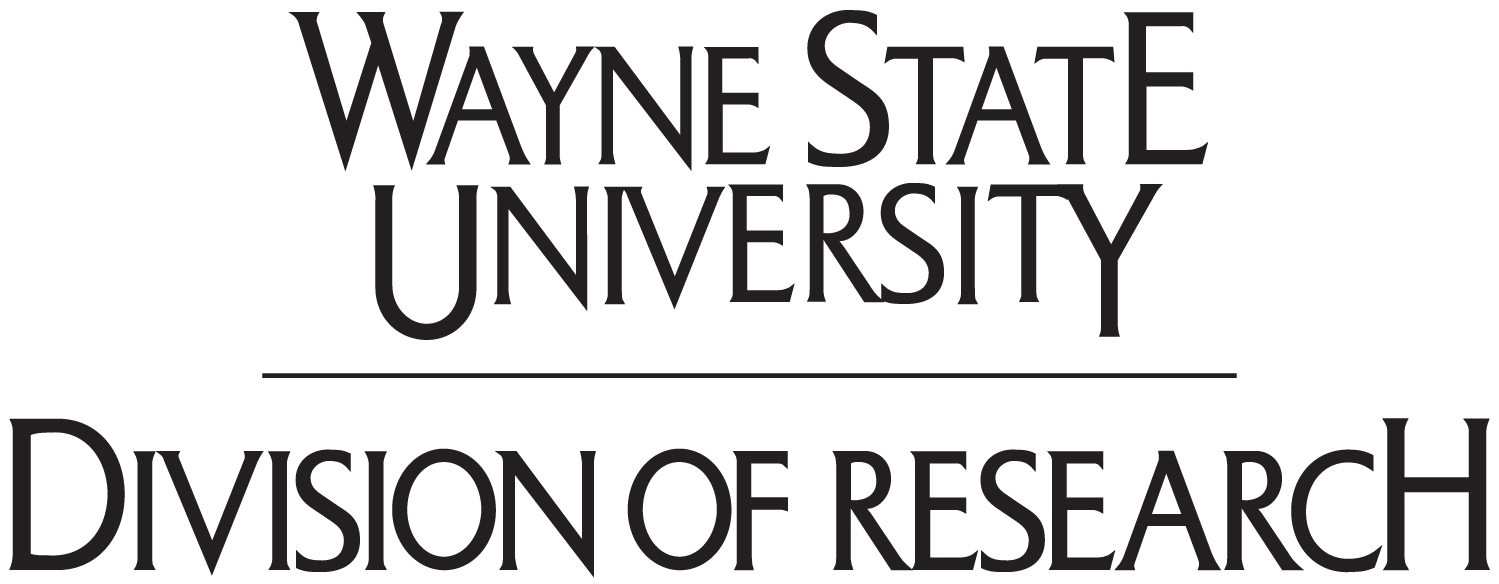 WAYNE STATE
UNIVERSITY
DIVISION OF RESEARCH